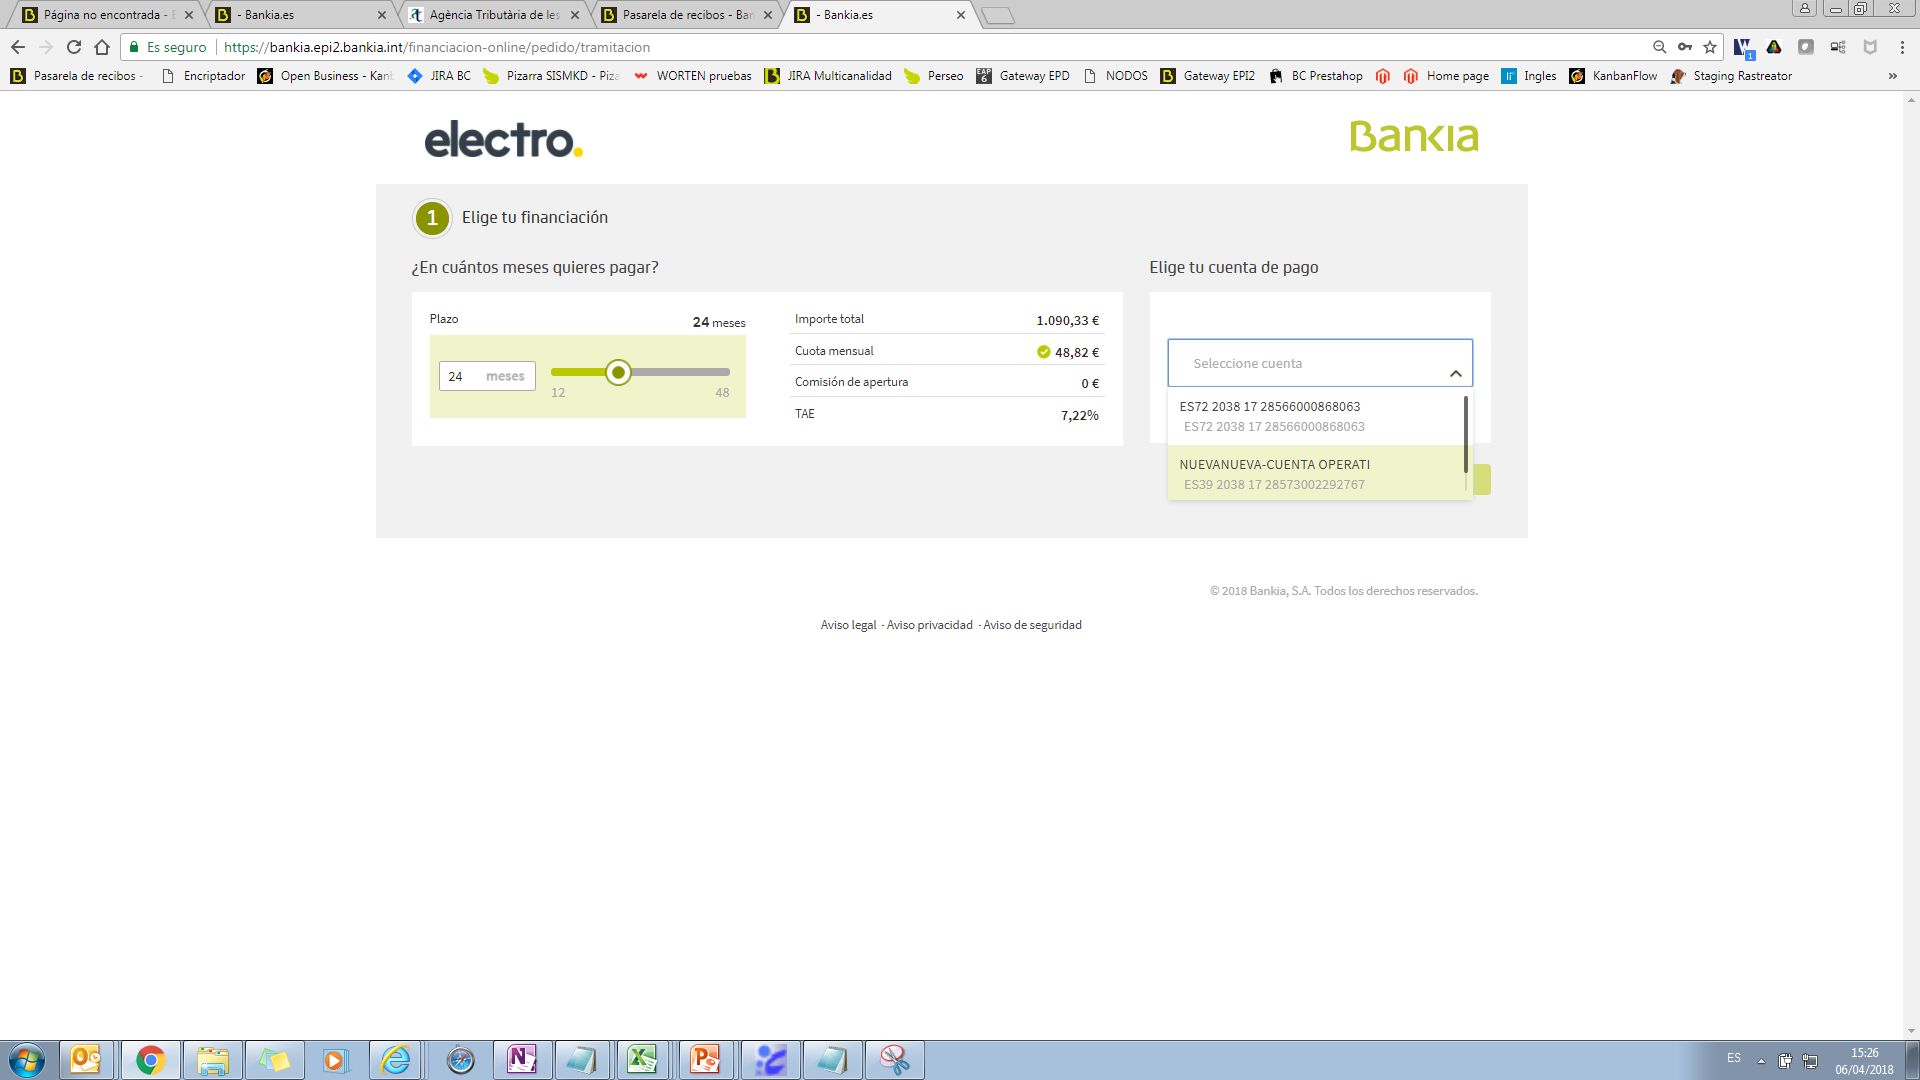 Página no encontrada - E
- Bankia.es
Agència Tributària de les
Pasarela de recibos - Ban
- Bankia.es
Es seguro
https://bankia.epi2.bankia.int/financiacion-online/pedido/tramitacion
Pasarela de recibos -
Encriptador
Open Business - Kanb
JIRA BC
Pizarra SISMKD - Piza
WORTEN pruebas
JIRA Multicanalidad
Perseo
Gateway EPD
NODOS
Gateway EPI2
BC Prestahop
Home page
Ingles
KanbanFlow
Staging Rastreator
»
electro.
Bankia
1
Elige tu financiación
¿En cuántos meses quieres pagar?
Elige tu cuenta de pago
Plazo
24 meses
24 meses
12
48
Importe total 1.090,33 €
Cuota mensual 48,82 €
Comisión de apertura 0 €
TAE 7,22%
Seleccione cuenta
ES72 2038 17 28566000868063
ES72 2038 17 28566000868063
NUEVANUEVA-CUENTA OPERATI
ES39 2038 17 28573002292767
© 2018 Bankia, S.A. Todos los derechos reservados.
Aviso legal · Aviso privacidad · Aviso de seguridad
ES
15:26
06/04/2018